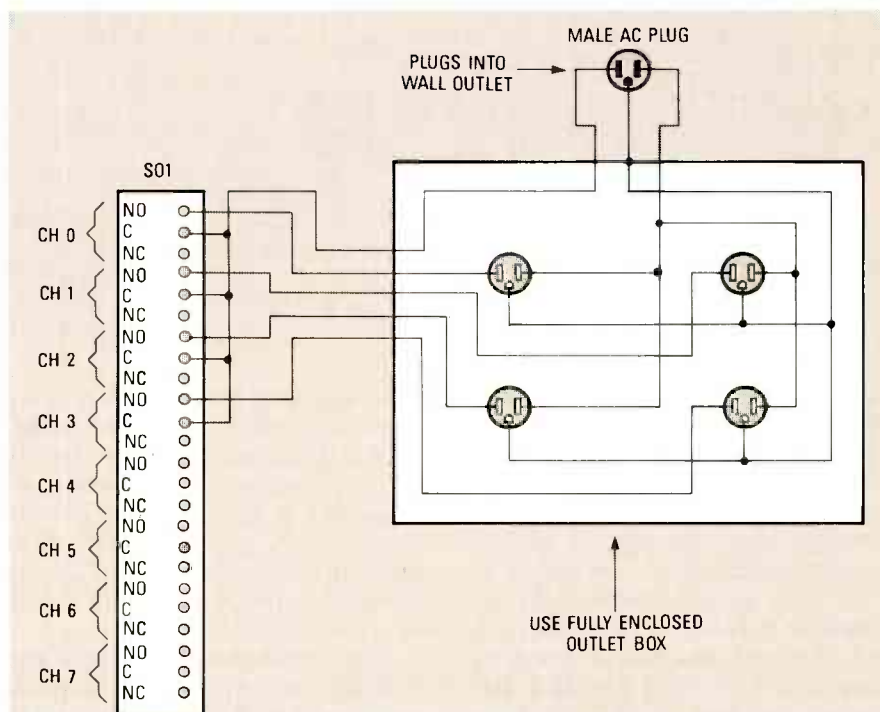 MALE AC PLUG
PLUGS INTO
WALL OUTLET
SO1
CH 0
NO
C
NC
CH 1
NO
C
NC
CH 2
NO
C
NC
CH 3
NO
C
NC
CH 4
NO
C
NC
CH 5
NO
C
NC
CH 6
NO
C
NC
CH 7
NO
C
NC
USE FULLY ENCLOSED
OUTLET BOX